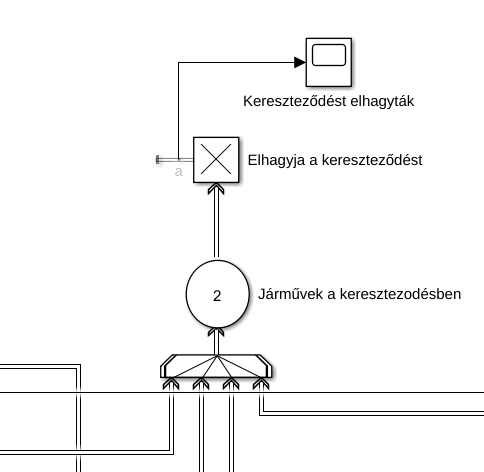 Kereszteződést elhagyták
Elhagyja a kereszteződést
a
2
Járművek a keresztezodésben